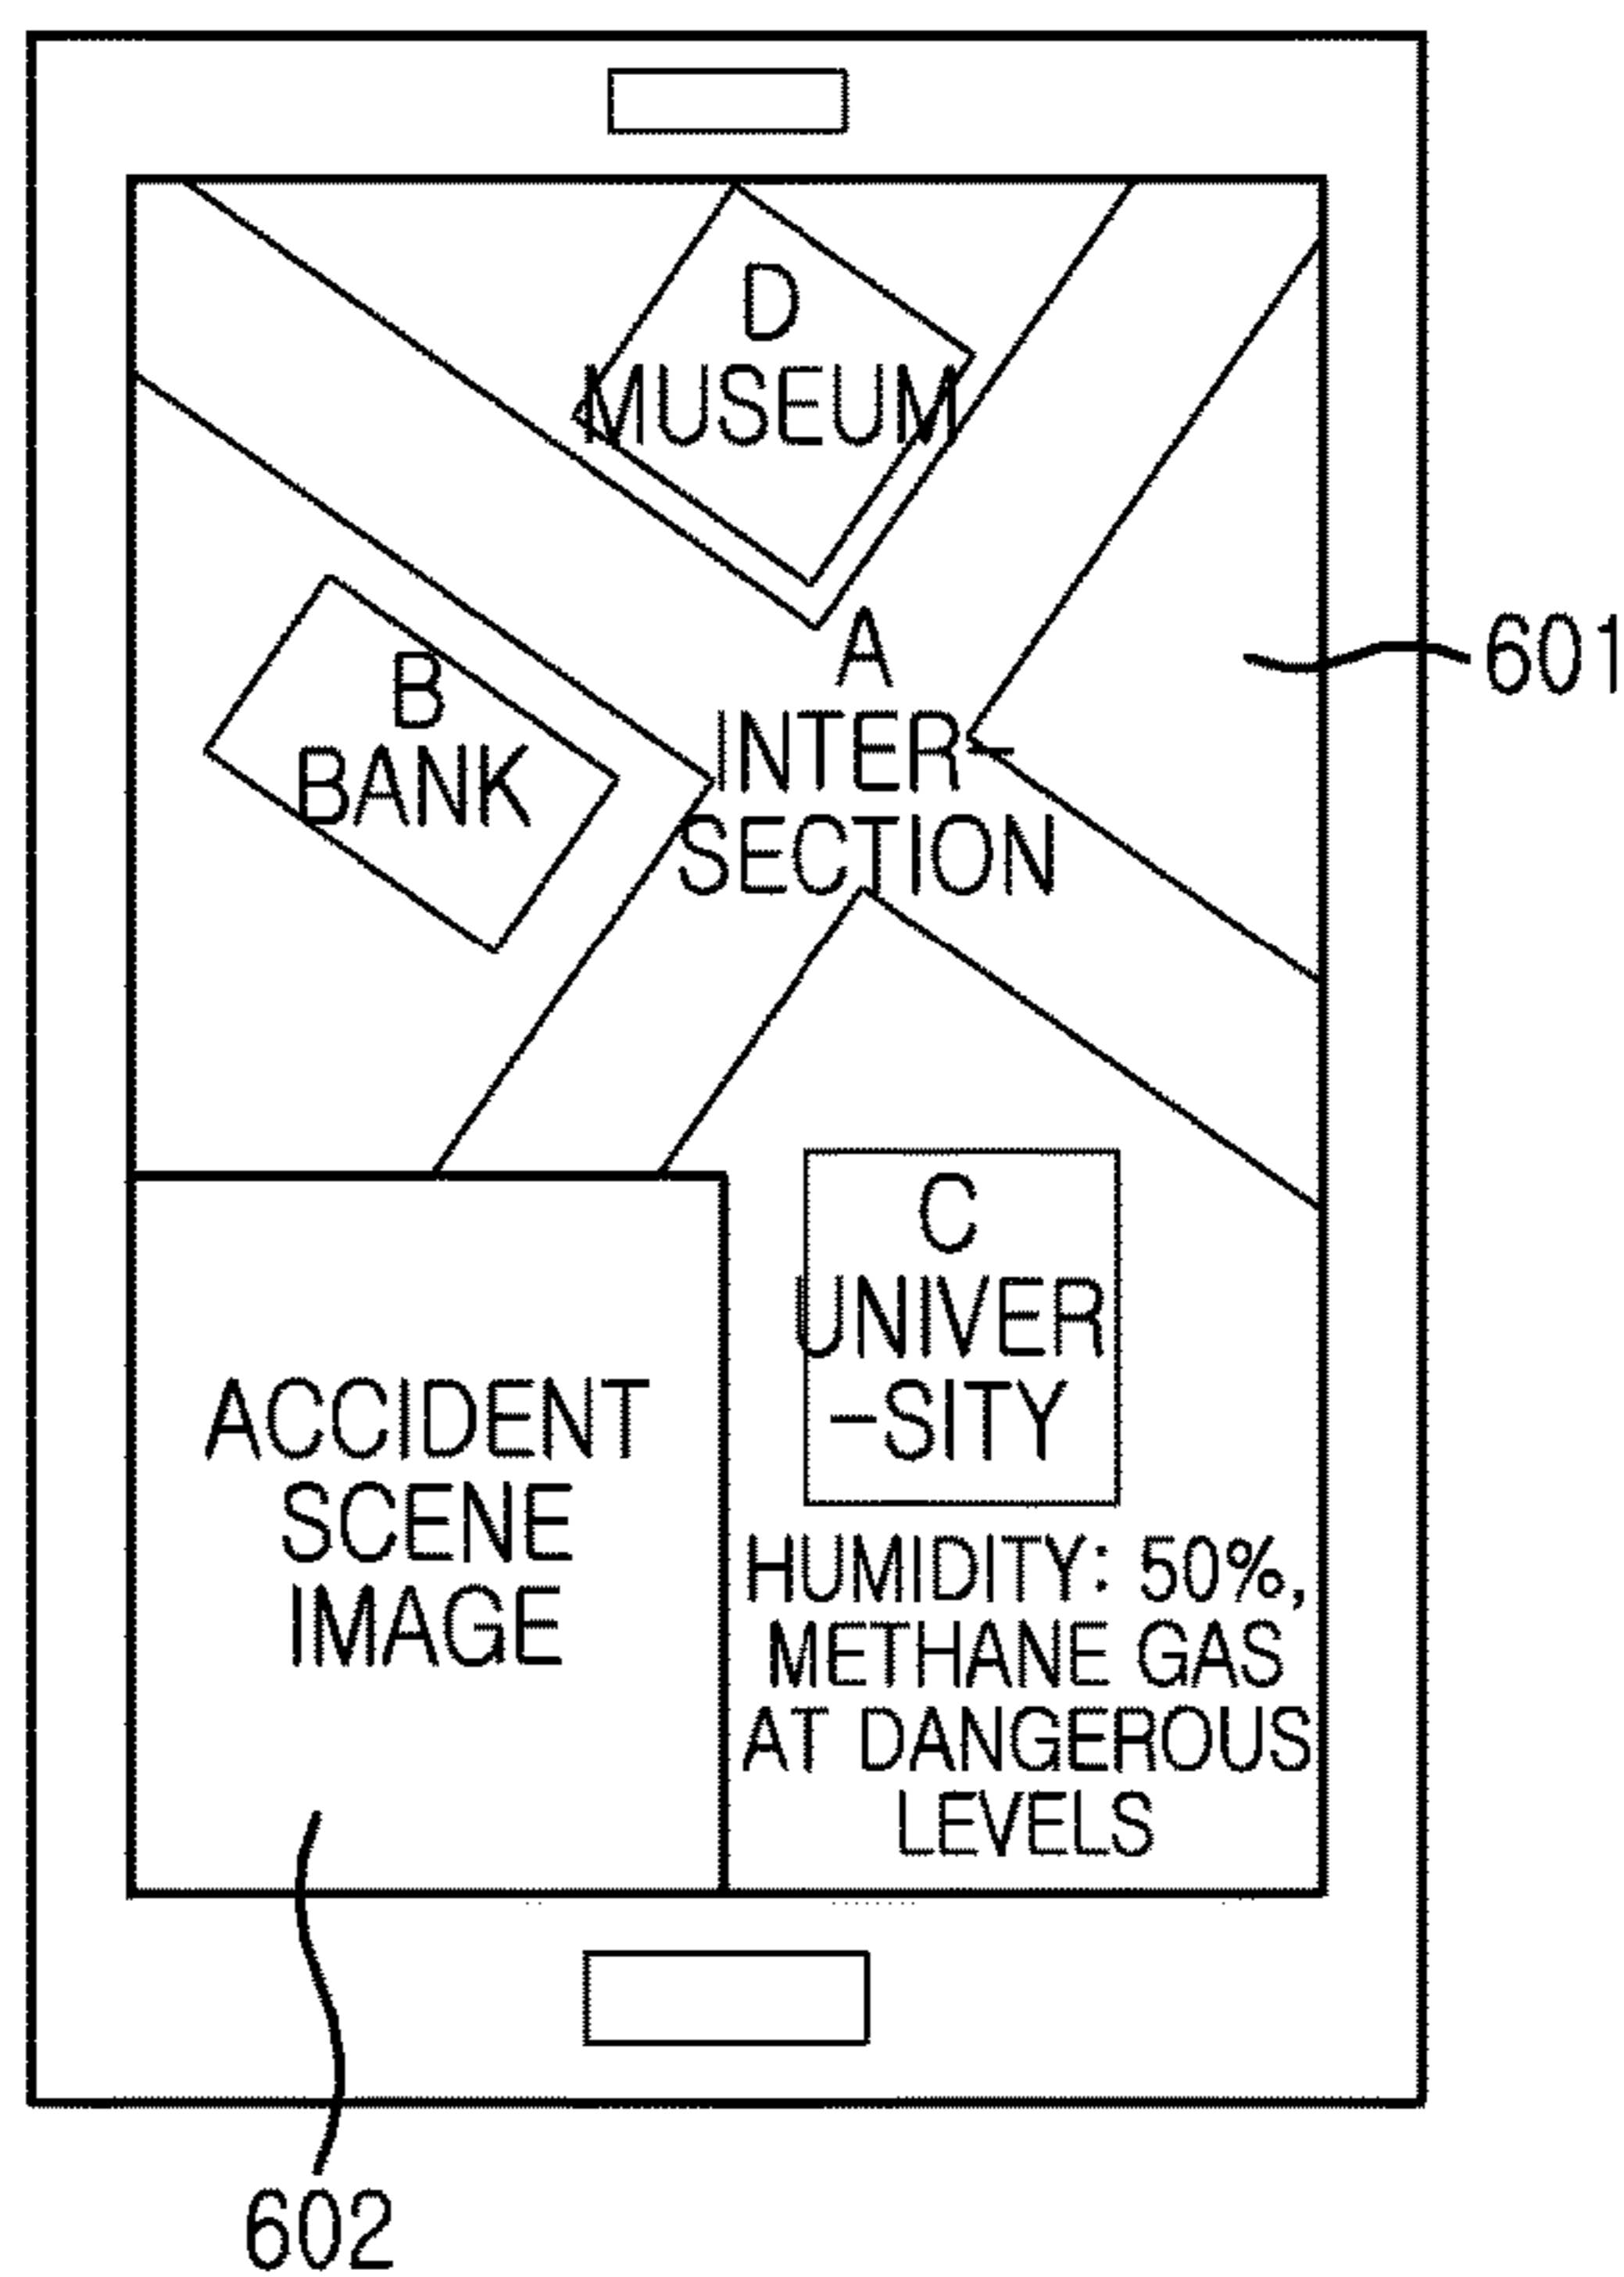 D
MUSEUM
A
INTER-
SECTION
B
BANK
601
C
UNIVER
-SITY
ACCIDENT
SCENE
IMAGE
HUMIDITY: 50%,
METHANE GAS
AT DANGEROUS
LEVELS
602